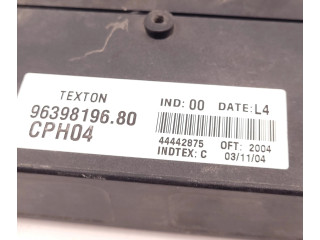 TEXTON
IND: 00 DATE: L4
96398196.80
CPH04
44442875 OFT: 2004
INDTEX: C 03/11/04